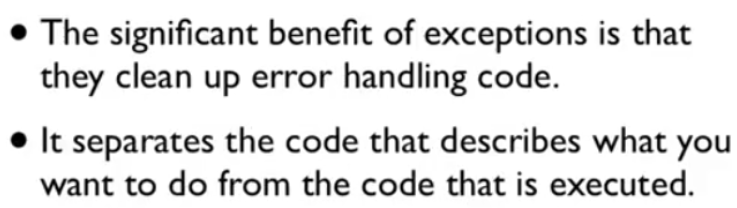 • The significant benefit of exceptions is that
they clean up error handling code.
• It separates the code that describes what you
want to do from the code that is executed.